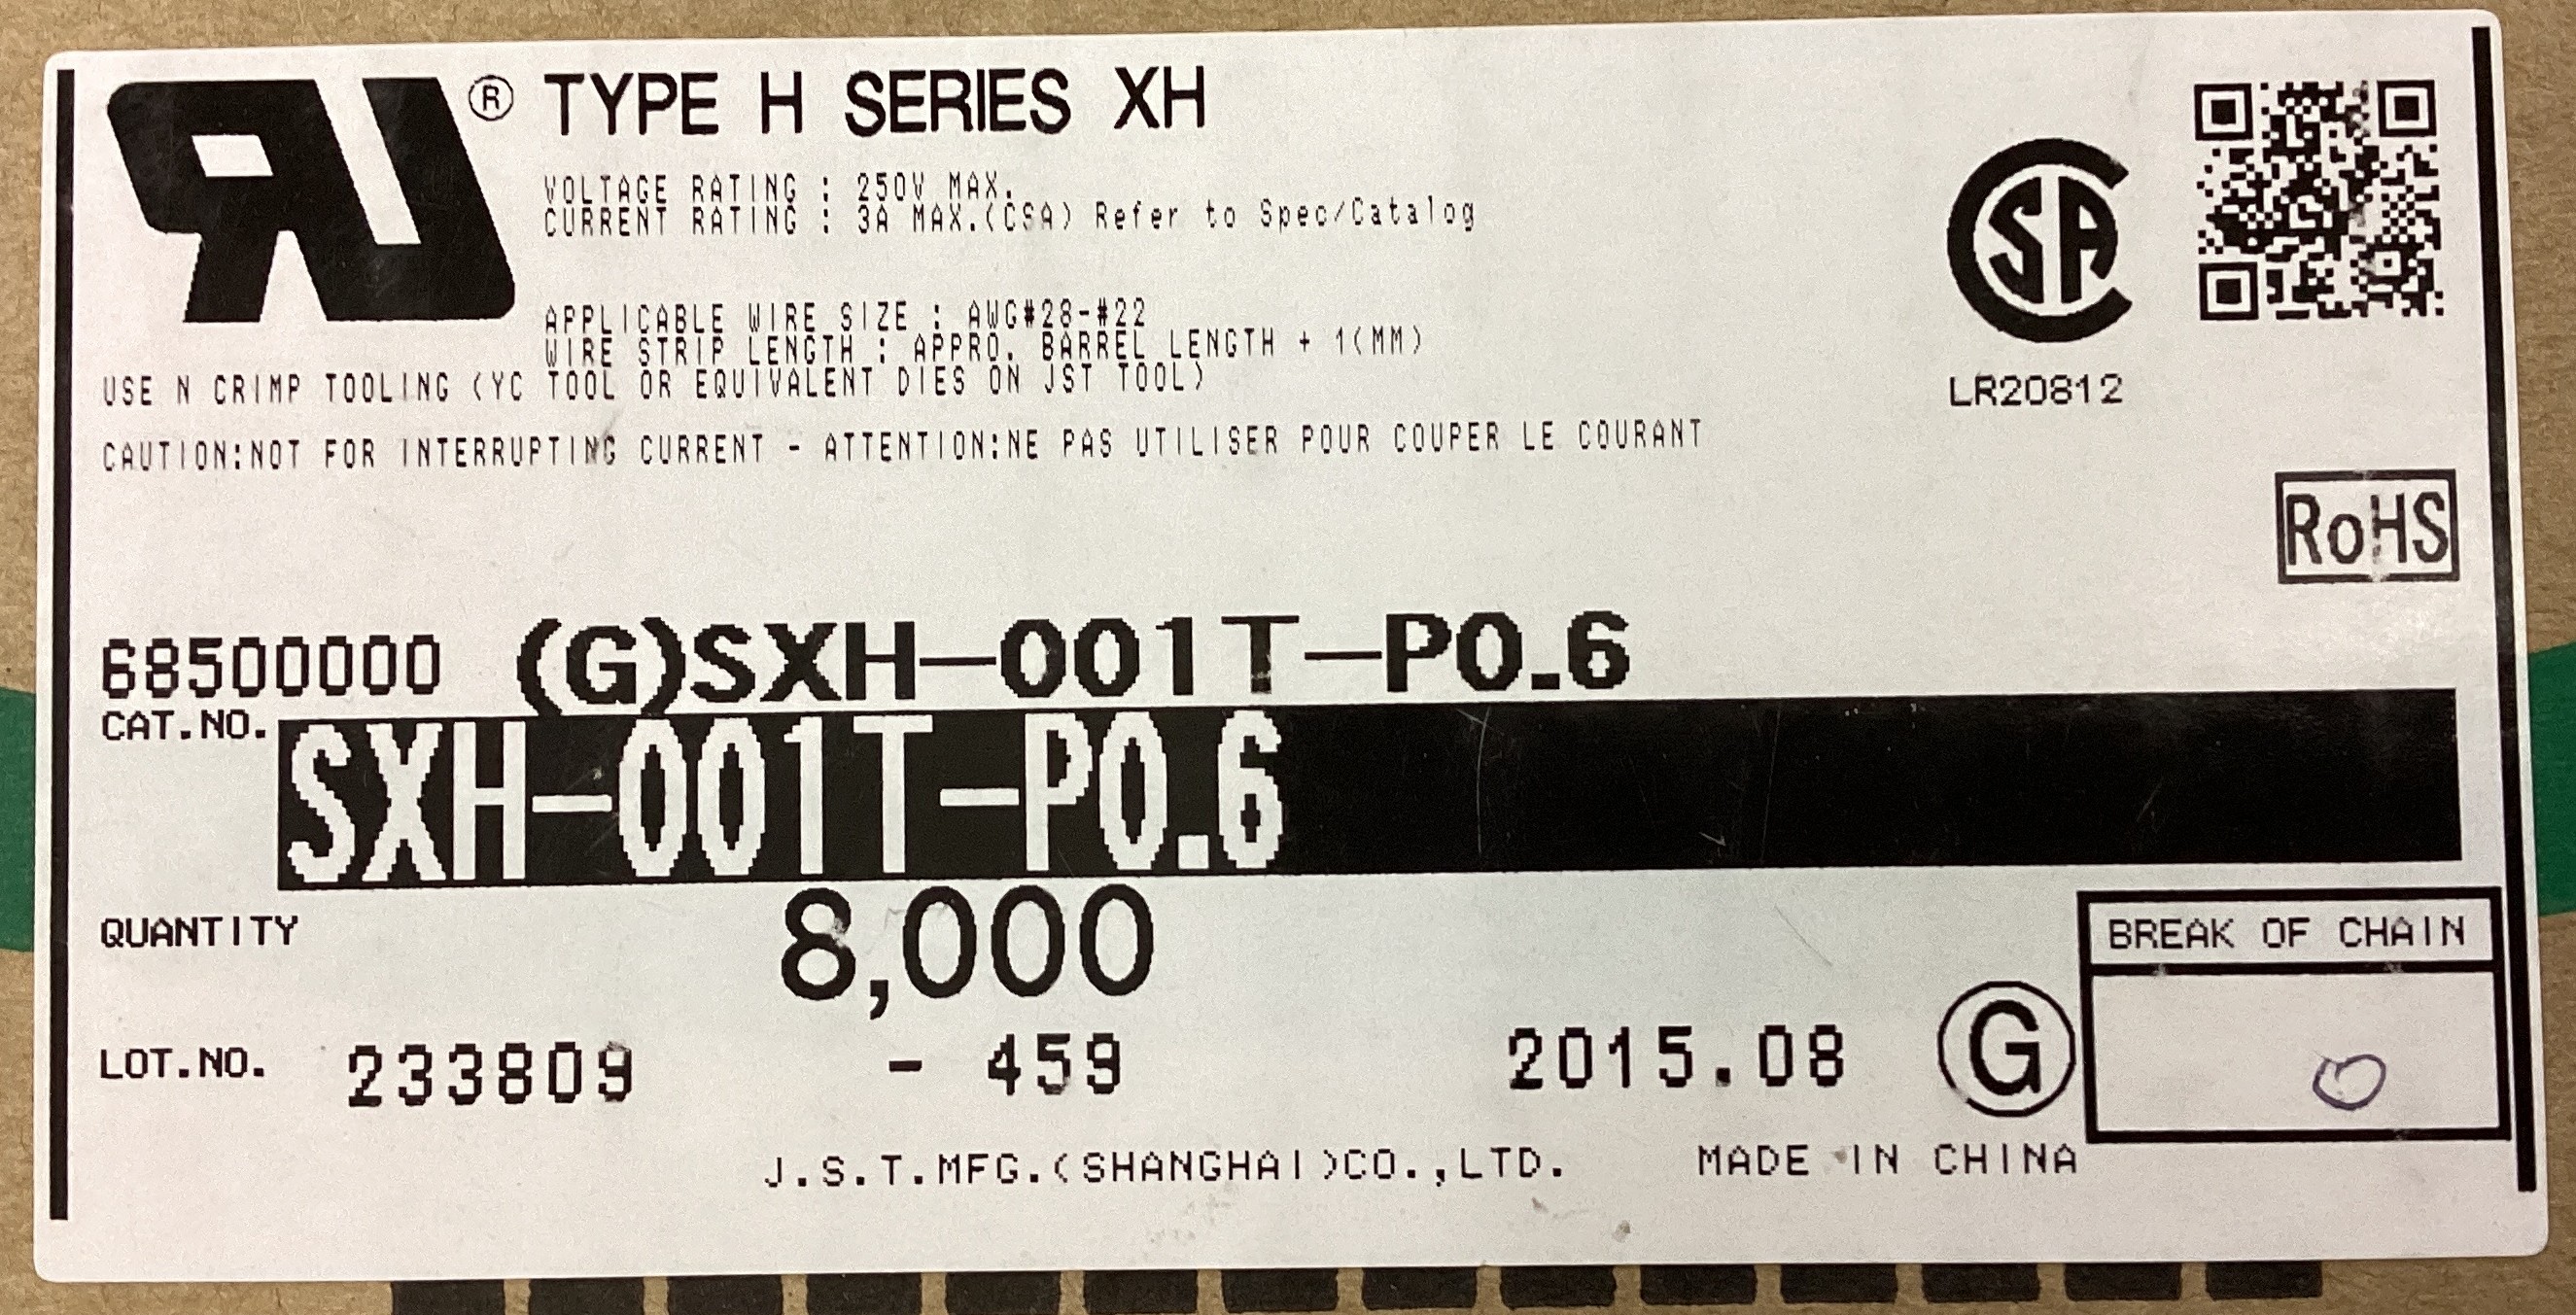 ® TYPE H SERIES XH
VOLTAGE RATING : 250V MAX.
CURRENT RATING : 3A MAX.(CSA) Refer to Spec/Catalog
APPLICABLE WIRE SIZE : AWG#28-#22
WIRE STRIP LENGTH : APPRO. BARREL LENGTH + 1(MM)
USE N CRIMP TOOLING (YC TOOL OR EQUIVALENT DIES ON JST TOOL)
CAUTION:NOT FOR INTERRUPTING CURRENT - ATTENTION:NE PAS UTILISER POUR COUPER LE COURANT
CSA
LR20812
RoHS
68500000 (G)SXH-001T-P0.6
CAT.NO. SXH-001T-P0.6
QUANTITY 8,000
BREAK OF CHAIN
0
LOT.NO. 233809 - 459 2015.08 G
J.S.T.MFG.(SHANGHAI)CO.,LTD. MADE IN CHINA